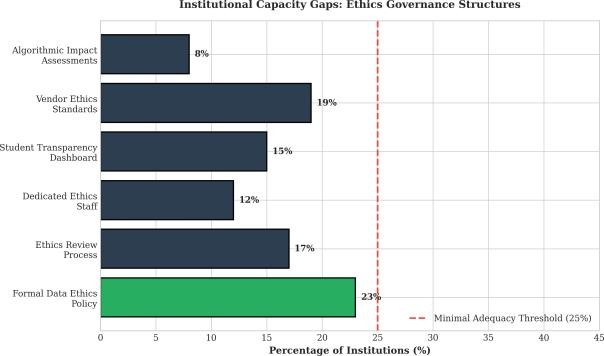 Institutional Capacity Gaps: Ethics Governance Structures
Algorithmic Impact
Assessments
8%
Vendor Ethics
Standards
19%
Student Transparency
Dashboard
15%
Dedicated Ethics
Staff
12%
Ethics Review
Process
17%
Formal Data Ethics
Policy
23%
Minimal Adequacy Threshold (25%)
0 5 10 15 20 25 30 35 40 45
Percentage of Institutions (%)